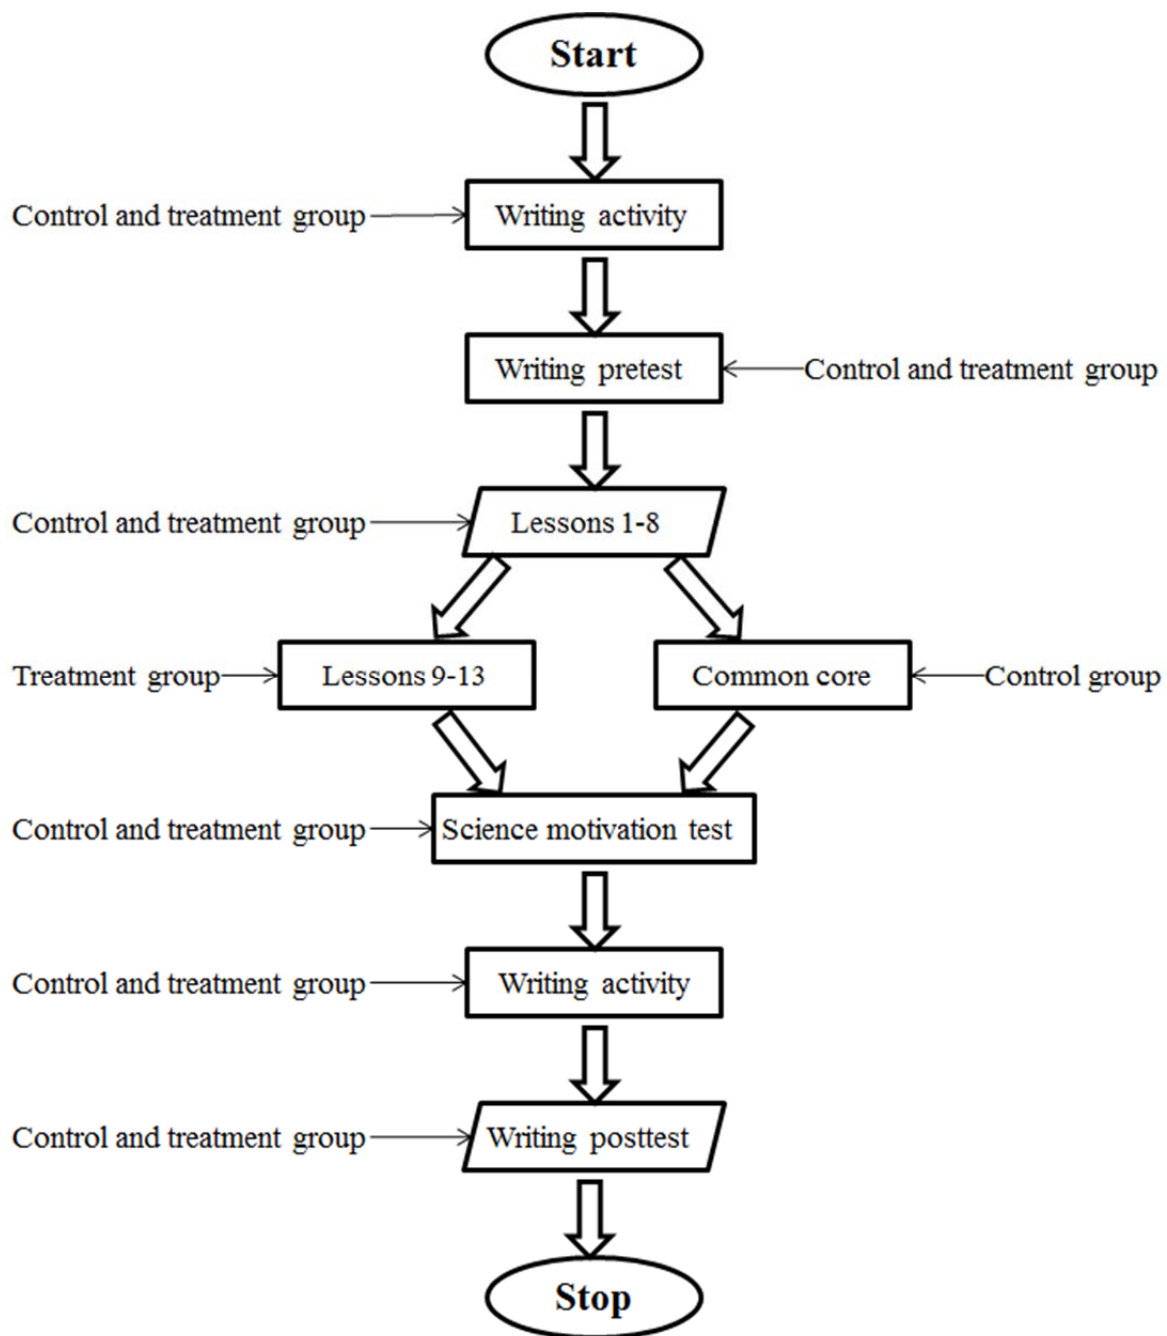 Start
Control and treatment group
Writing activity
Writing pretest
Control and treatment group
Control and treatment group
Lessons 1-8
Treatment group
Lessons 9-13
Common core
Control group
Control and treatment group
Science motivation test
Control and treatment group
Writing activity
Control and treatment group
Writing posttest
Stop